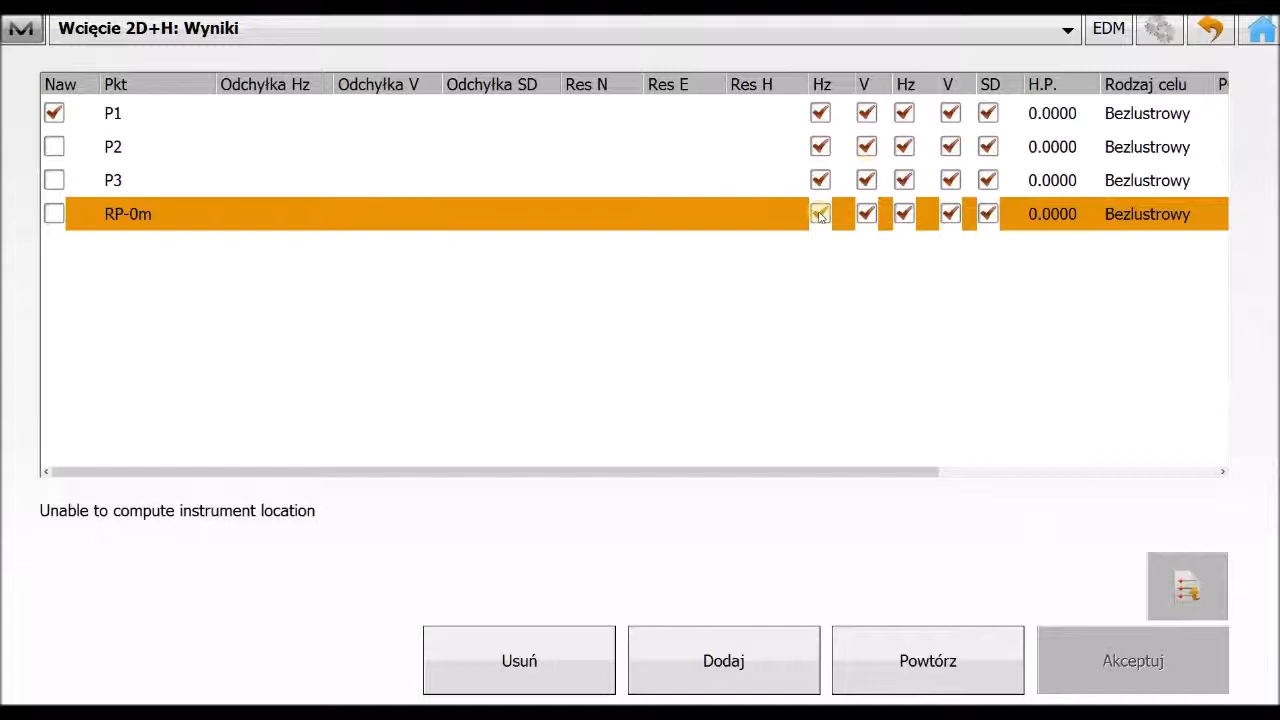 Wcięcie 2D+H: Wyniki EDM
Naw Pkt Odchyłka Hz Odchyłka V Odchyłka SD Res N Res E Res H Hz V Hz V SD H.P. Rodzaj celu P
P1 0.0000 Bezlustrowy
P2 0.0000 Bezlustrowy
P3 0.0000 Bezlustrowy
RP-0m 0.0000 Bezlustrowy
Unable to compute instrument location
Usuń Dodaj Powtórz Akceptuj